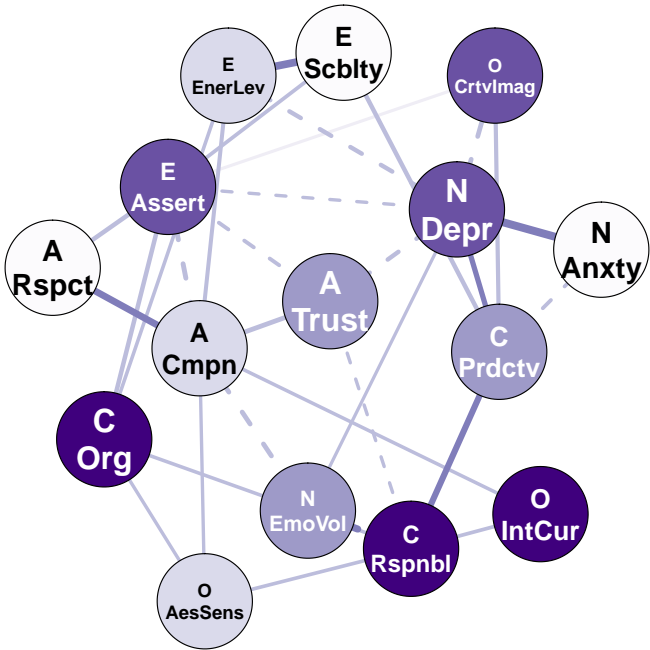 E
Scblty
E
EnerLev
O
CrtvImag
E
Assert
N
Depr
A
Rspct
N
Anxty
A
Trust
A
Cmpn
C
Prdctv
C
Org
N
EmoVol
O
IntCur
C
Rspnbl
O
AesSens